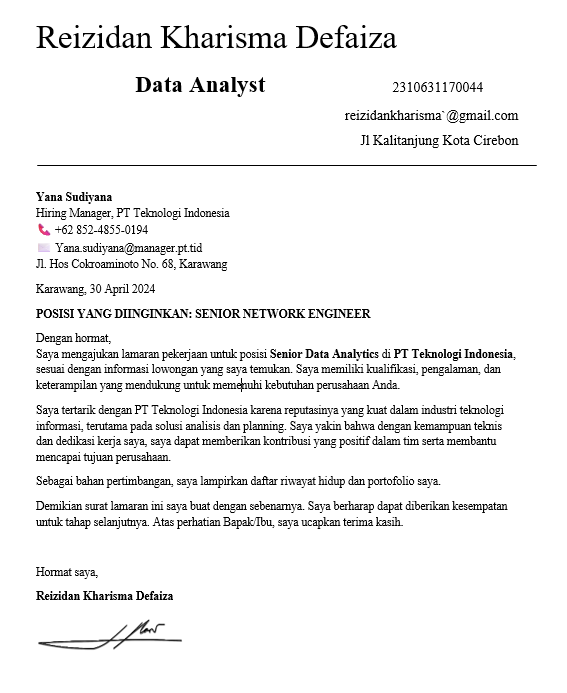 Reizidan Kharisma Defaiza
Data Analyst
2310631170044
reizidankharisma`@gmail.com
Jl Kalitanjung Kota Cirebon
Yana Sudiyana
Hiring Manager, PT Teknologi Indonesia
+62 852-4855-0194
Yana.sudiyana@manager.pt.tid
Jl. Hos Cokroaminoto No. 68, Karawang
Karawang, 30 April 2024
POSISI YANG DIINGINKAN: SENIOR NETWORK ENGINEER
Dengan hormat,
Saya mengajukan lamaran pekerjaan untuk posisi Senior Data Analytics di PT Teknologi Indonesia,
sesuai dengan informasi lowongan yang saya temukan. Saya memiliki kualifikasi, pengalaman, dan
keterampilan yang mendukung untuk memenuhi kebutuhan perusahaan Anda.
Saya tertarik dengan PT Teknologi Indonesia karena reputasinya yang kuat dalam industri teknologi
informasi, terutama pada solusi analisis dan planning. Saya yakin bahwa dengan kemampuan teknis
dan dedikasi kerja saya, saya dapat memberikan kontribusi yang positif dalam tim serta membantu
mencapai tujuan perusahaan.
Sebagai bahan pertimbangan, saya lampirkan daftar riwayat hidup dan portofolio saya.
Demikian surat lamaran ini saya buat dengan sebenarnya. Saya berharap dapat diberikan kesempatan
untuk tahap selanjutnya. Atas perhatian Bapak/Ibu, saya ucapkan terima kasih.
Hormat saya,
Reizidan Kharisma Defaiza